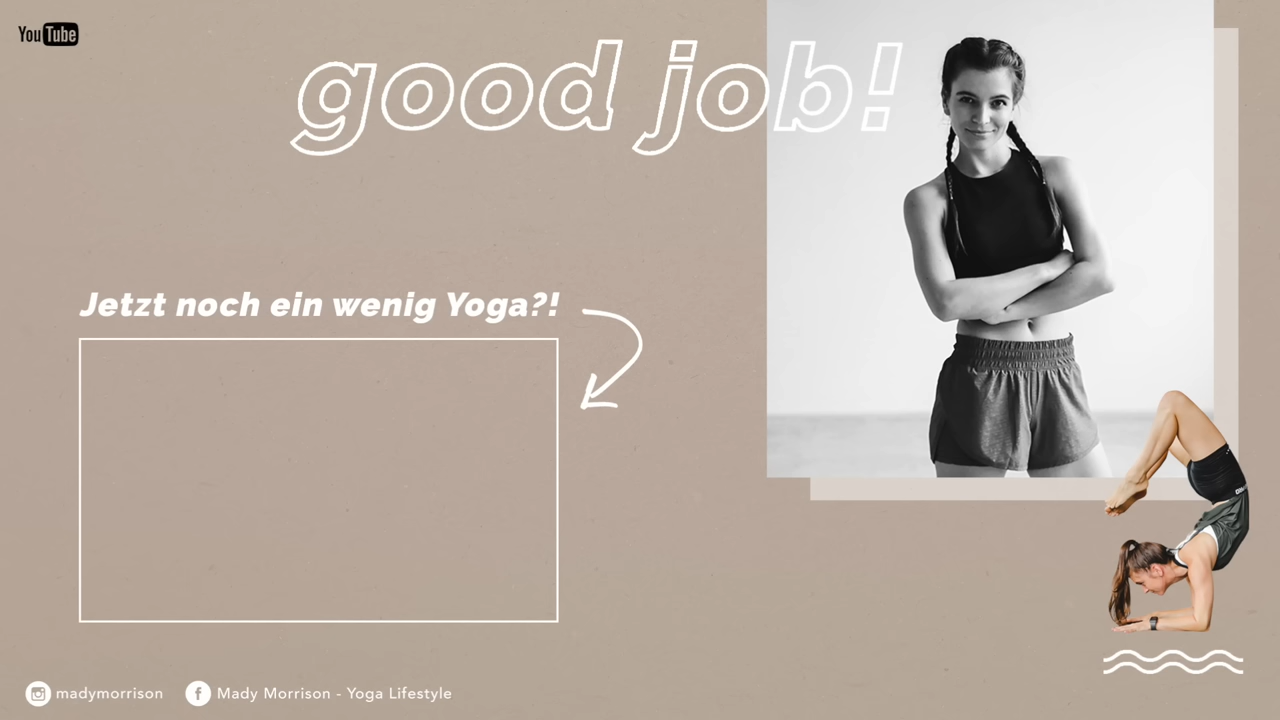 YouTube
good job!
Jetzt noch ein wenig Yoga?!
madymorrison
f Mady Morrison - Yoga Lifestyle